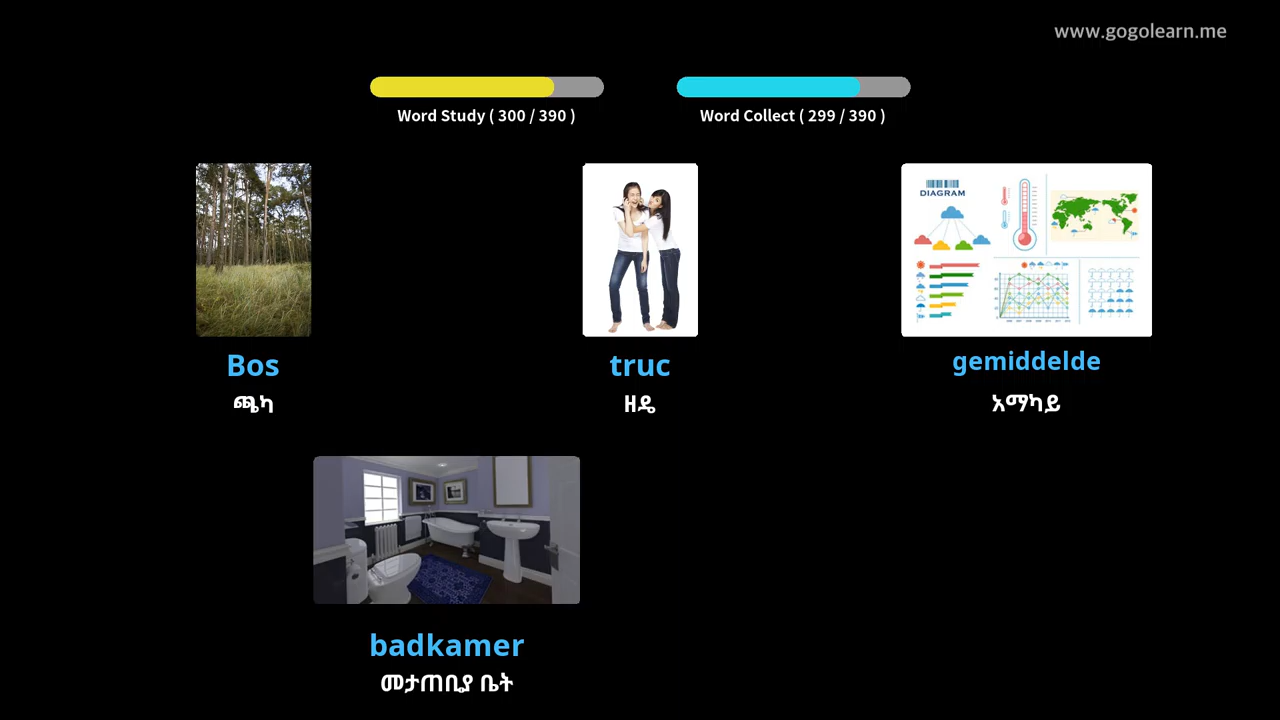 www.gogolearn.me
Word Study ( 300 / 390 )
Word Collect ( 299 / 390 )
DIAGRAM
Bos
truc
gemiddelde
ጫካ
ዘዴ
አማካይ
badkamer
መታጠቢያ ቤት